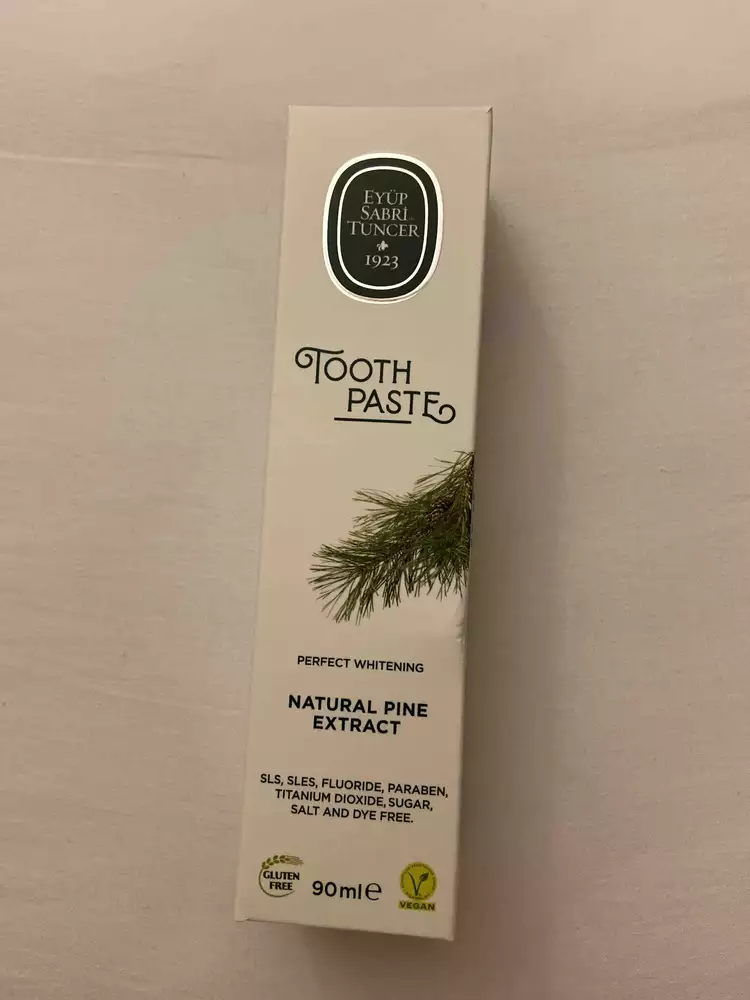 EYÜP
SABRİ
TUNCER
1923
TOOTH
PASTE
PERFECT WHITENING
NATURAL PINE
EXTRACT
SLS, SLES, FLUORIDE, PARABEN,
TITANIUM DIOXIDE, SUGAR,
SALT AND DYE FREE.
GLUTEN
FREE
90ml℮
VEGAN